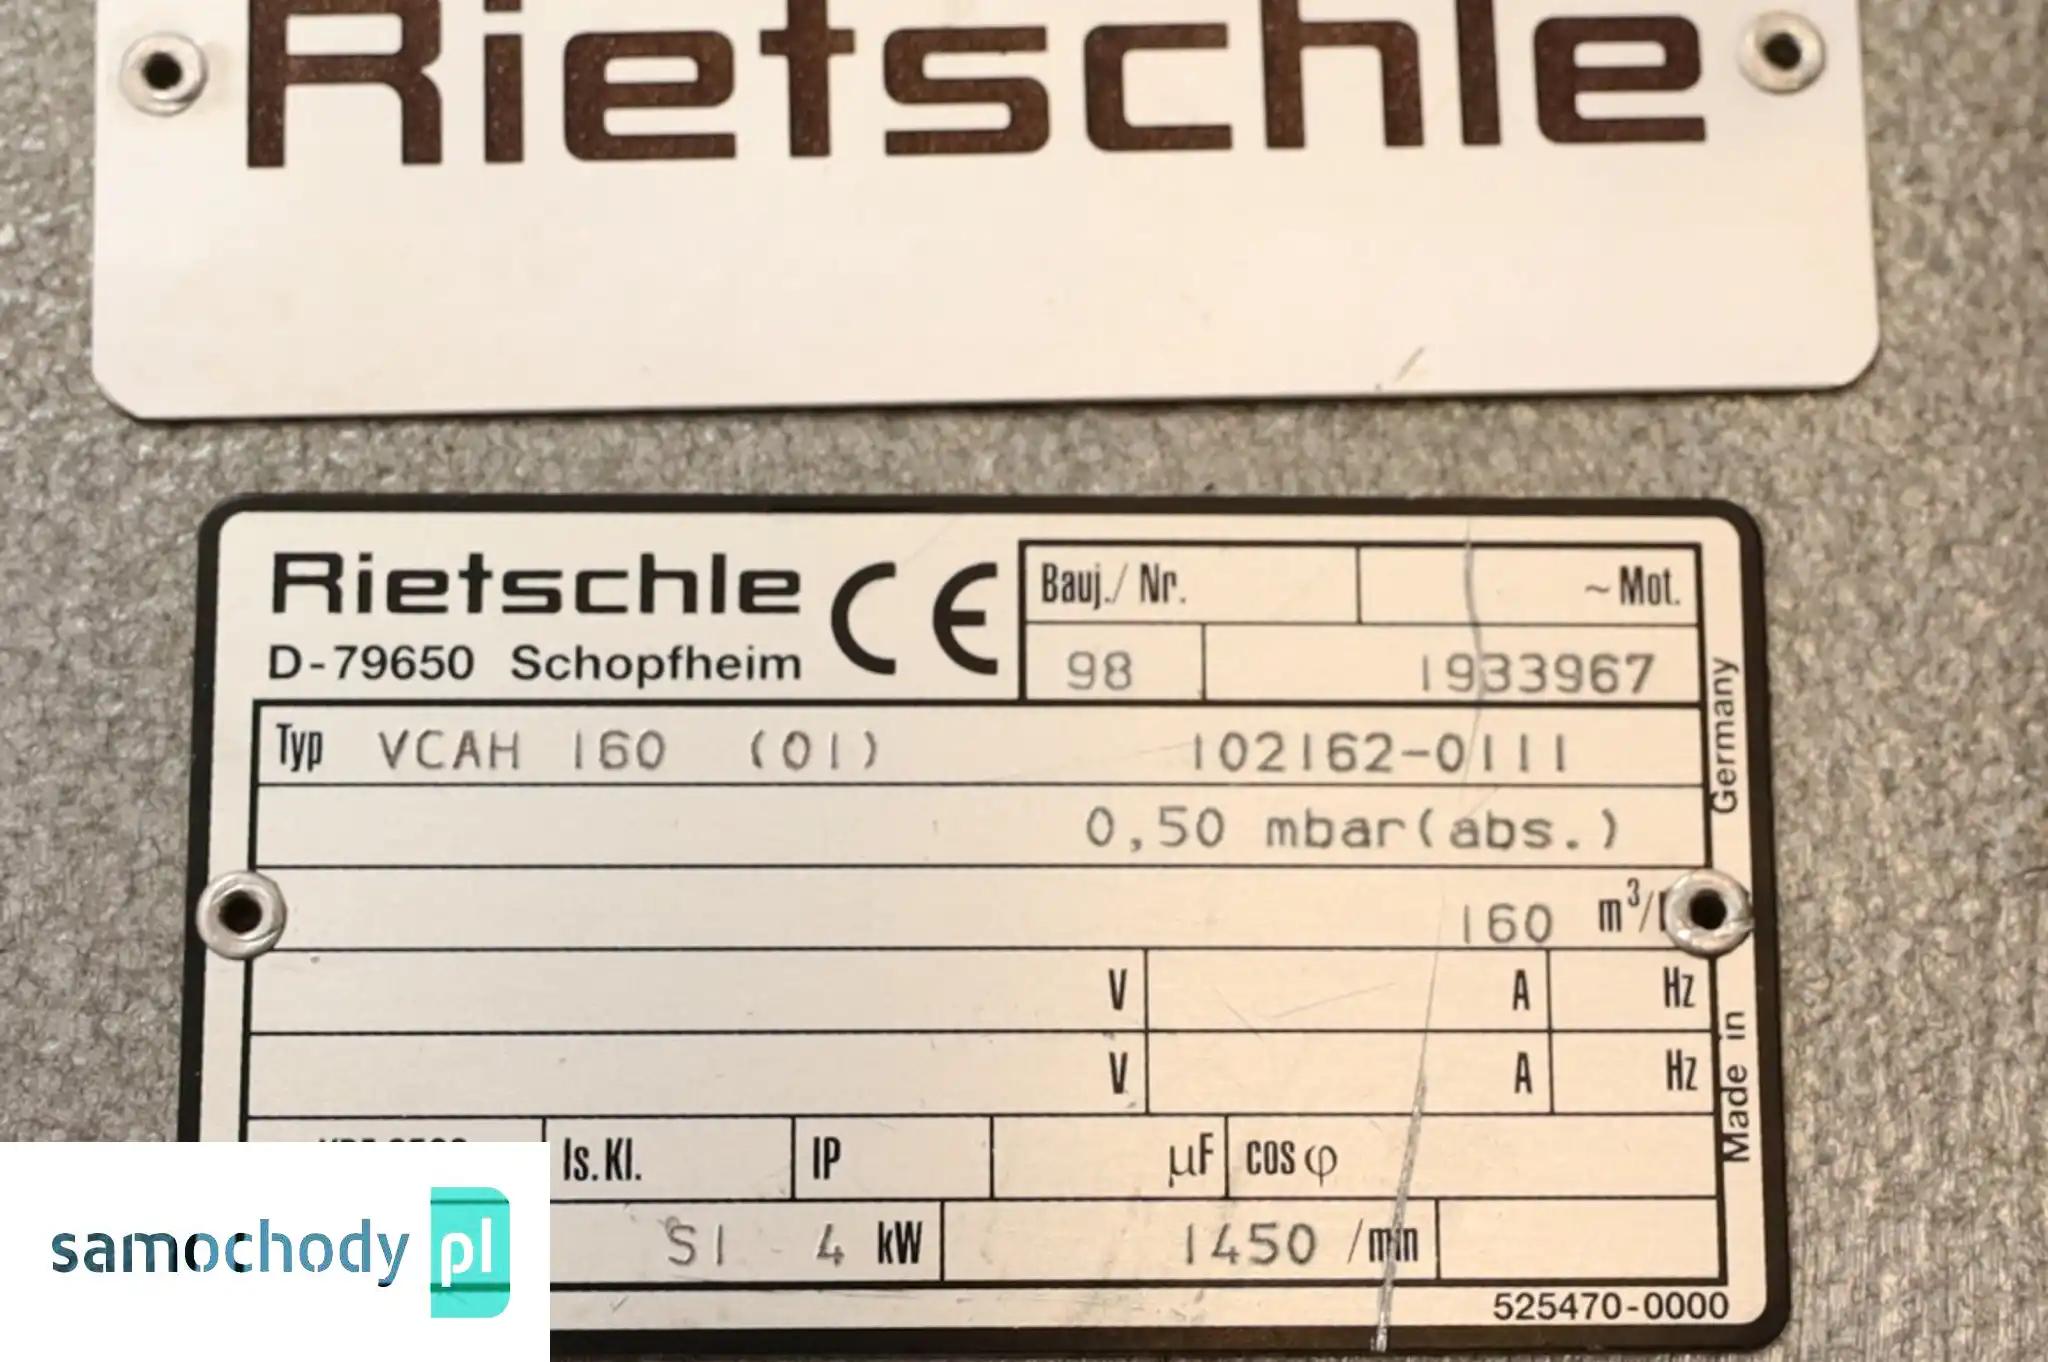 Rietschle
Rietschle CE
D-79650 Schopfheim
Bauj./ Nr. ~ Mot.
98 1933967
Typ VCAH 160 (01) 102162-0111
0,50 mbar(abs.)
160 m³/
V A Hz
V A Hz
Is.Kl. IP µF cos φ
S1 4 kW 1450 /min
525470-0000
Made in Germany
samochody pl